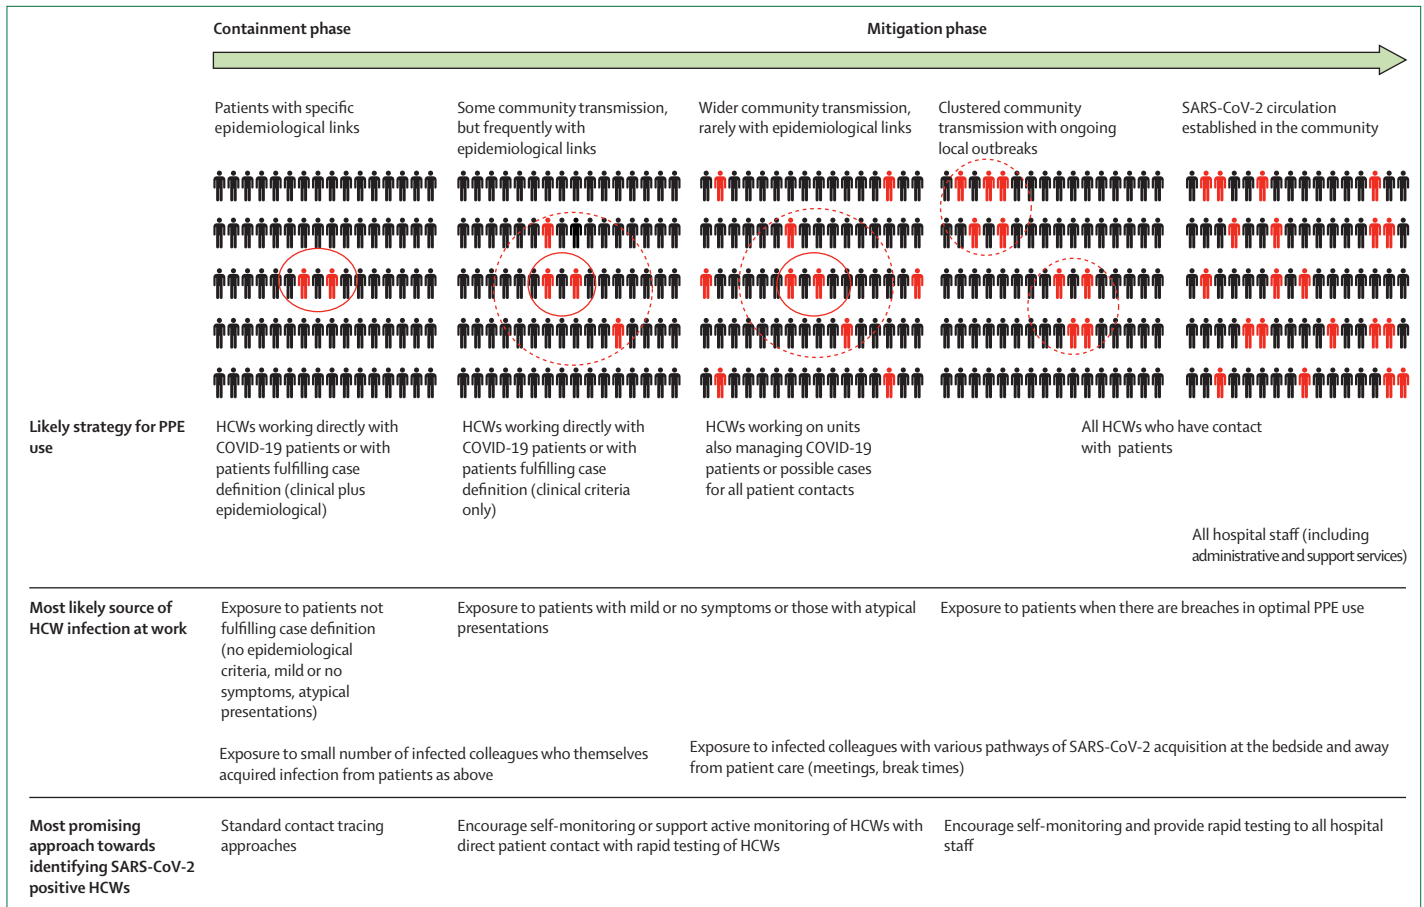 Containment phase
Mitigation phase
Patients with specific
epidemiological links
Some community transmission,
but frequently with
epidemiological links
Wider community transmission,
rarely with epidemiological links
Clustered community
transmission with ongoing
local outbreaks
SARS-CoV-2 circulation
established in the community
Likely strategy for PPE
use
HCWs working directly with
COVID-19 patients or with
patients fulfilling case
definition (clinical plus
epidemiological)
HCWs working directly with
COVID-19 patients or with
patients fulfilling case
definition (clinical criteria
only)
HCWs working on units
also managing COVID-19
patients or possible cases
for all patient contacts
All HCWs who have contact
with patients
All hospital staff (including
administrative and support services)
Most likely source of
HCW infection at work
Exposure to patients not
fulfilling case definition
(no epidemiological
criteria, mild or no
symptoms, atypical
presentations)
Exposure to patients with mild or no symptoms or those with atypical
presentations
Exposure to patients when there are breaches in optimal PPE use
Exposure to small number of infected colleagues who themselves
acquired infection from patients as above
Exposure to infected colleagues with various pathways of SARS-CoV-2 acquisition at the bedside and away
from patient care (meetings, break times)
Most promising
approach towards
identifying SARS-CoV-2
positive HCWs
Standard contact tracing
approaches
Encourage self-monitoring or support active monitoring of HCWs with
direct patient contact with rapid testing of HCWs
Encourage self-monitoring and provide rapid testing to all hospital
staff